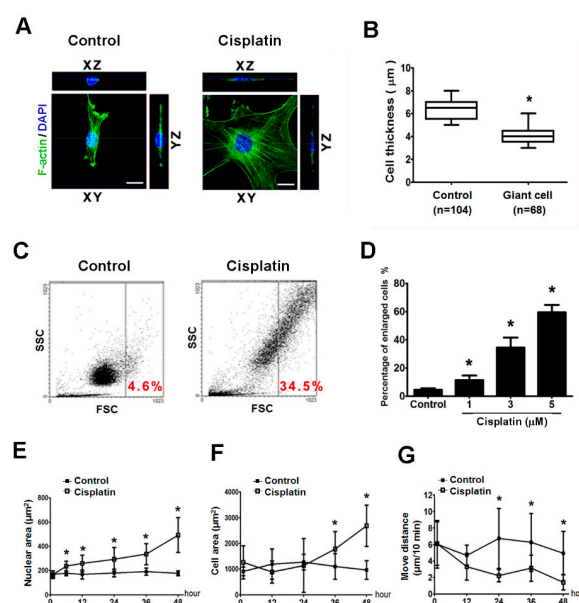 A
Control
Cisplatin
XZ
XZ
F-actin/DAPI
YZ
YZ
XY
XY
B
Cell thickness ( μm)
10
8
6
4
2
0
*
Control
(n=104)
Giant cell
(n=68)
C
Control
Cisplatin
1023
SSC
4.6%
FSC
1023
1023
SSC
34.5%
FSC
1023
D
Percentage of enlarged cells %
80
60
40
20
0
*
*
*
Control
1
3
5
Cisplatin (μM)
E
Control
Cisplatin
Nuclear area (μm²)
800
600
400
200
0
*
*
*
*
*
0
12
24
36
48
hour
F
Control
Cisplatin
Cell area (μm²)
4000
3000
2000
1000
0
*
*
0
12
24
36
48
hour
G
Control
Cisplatin
Move distance
(μm/10 min)
12
10
8
6
4
2
0
*
*
*
0
12
24
36
48
hour